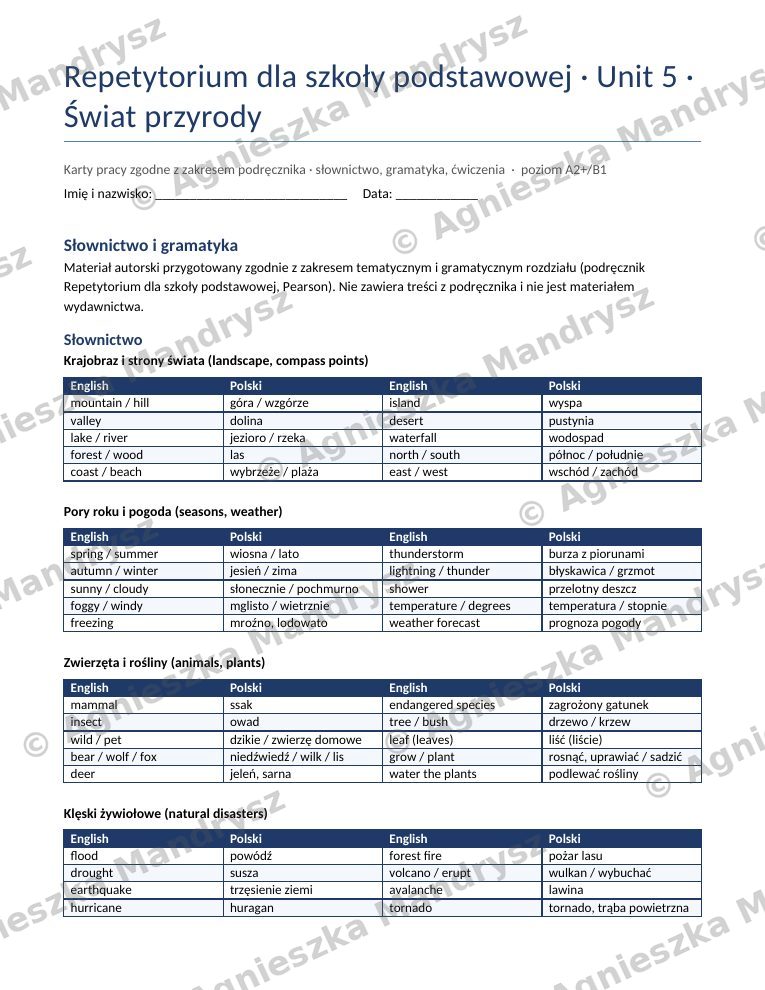 Repetytorium dla szkoły podstawowej · Unit 5 ·
Świat przyrody
Karty pracy zgodne z zakresem podręcznika · słownictwo, gramatyka, ćwiczenia · poziom A2+/B1
Imię i nazwisko: ____________________________ Data: ____________
Słownictwo i gramatyka
Materiał autorski przygotowany zgodnie z zakresem tematycznym i gramatycznym rozdziału (podręcznik
Repetytorium dla szkoły podstawowej, Pearson). Nie zawiera treści z podręcznika i nie jest materiałem
wydawnictwa.
Słownictwo
Krajobraz i strony świata (landscape, compass points)
English Polski English Polski
mountain / hill góra / wzgórze island wyspa
valley dolina desert pustynia
lake / river jezioro / rzeka waterfall wodospad
forest / wood las north / south północ / południe
coast / beach wybrzeże / plaża east / west wschód / zachód
Pory roku i pogoda (seasons, weather)
English Polski English Polski
spring / summer wiosna / lato thunderstorm burza z piorunami
autumn / winter jesień / zima lightning / thunder błyskawica / grzmot
sunny / cloudy słonecznie / pochmurno shower przelotny deszcz
foggy / windy mglisto / wietrznie temperature / degrees temperatura / stopnie
freezing mroźno, lodowato weather forecast prognoza pogody
Zwierzęta i rośliny (animals, plants)
English Polski English Polski
mammal ssak endangered species zagrożony gatunek
insect owad tree / bush drzewo / krzew
wild / pet dzikie / zwierzę domowe leaf (leaves) liść (liście)
bear / wolf / fox niedźwiedź / wilk / lis grow / plant rosnąć, uprawiać / sadzić
deer jeleń, sarna water the plants podlewać rośliny
Klęski żywiołowe (natural disasters)
English Polski English Polski
flood powódź forest fire pożar lasu
drought susza volcano / erupt wulkan / wybuchać
earthquake trzęsienie ziemi avalanche lawina
hurricane huragan tornado tornado, trąba powietrzna
© Agnieszka Mandrysz